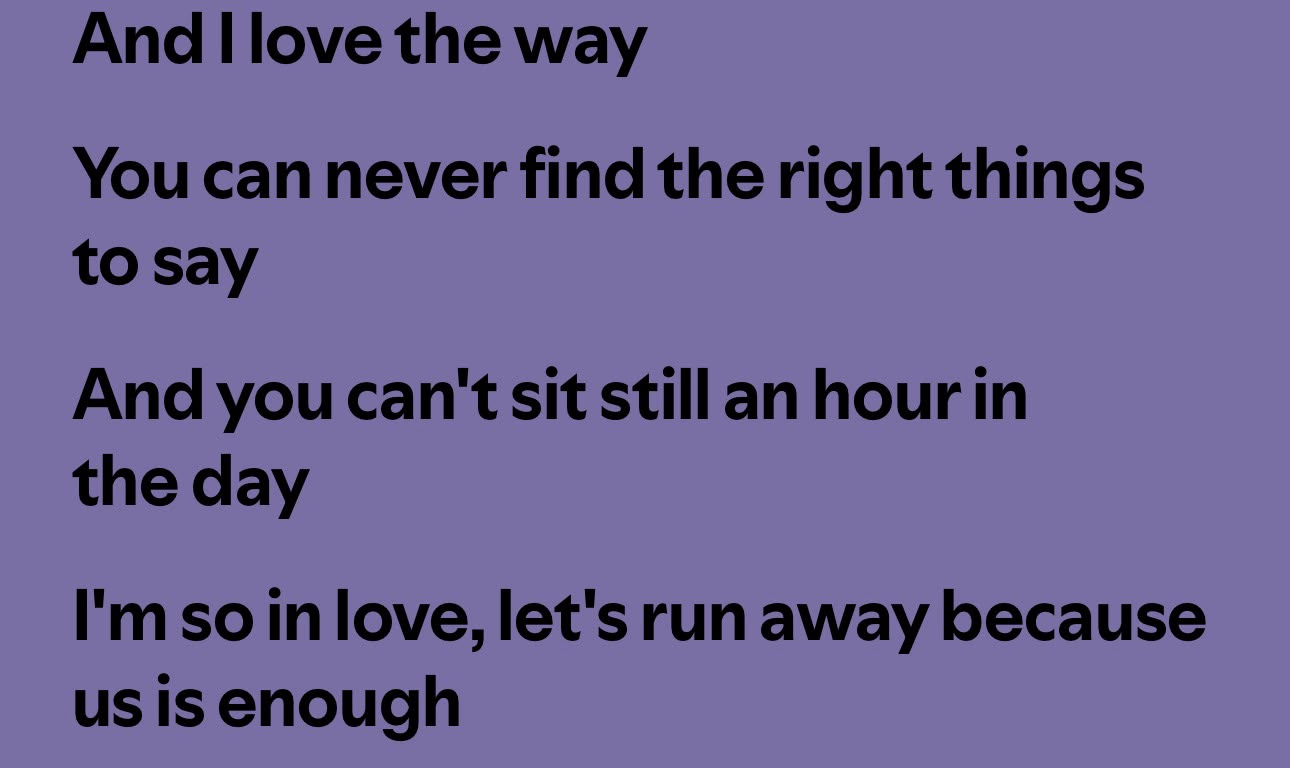 And I love the way
You can never find the right things
to say
And you can't sit still an hour in
the day
I'm so in love, let's run away because
us is enough